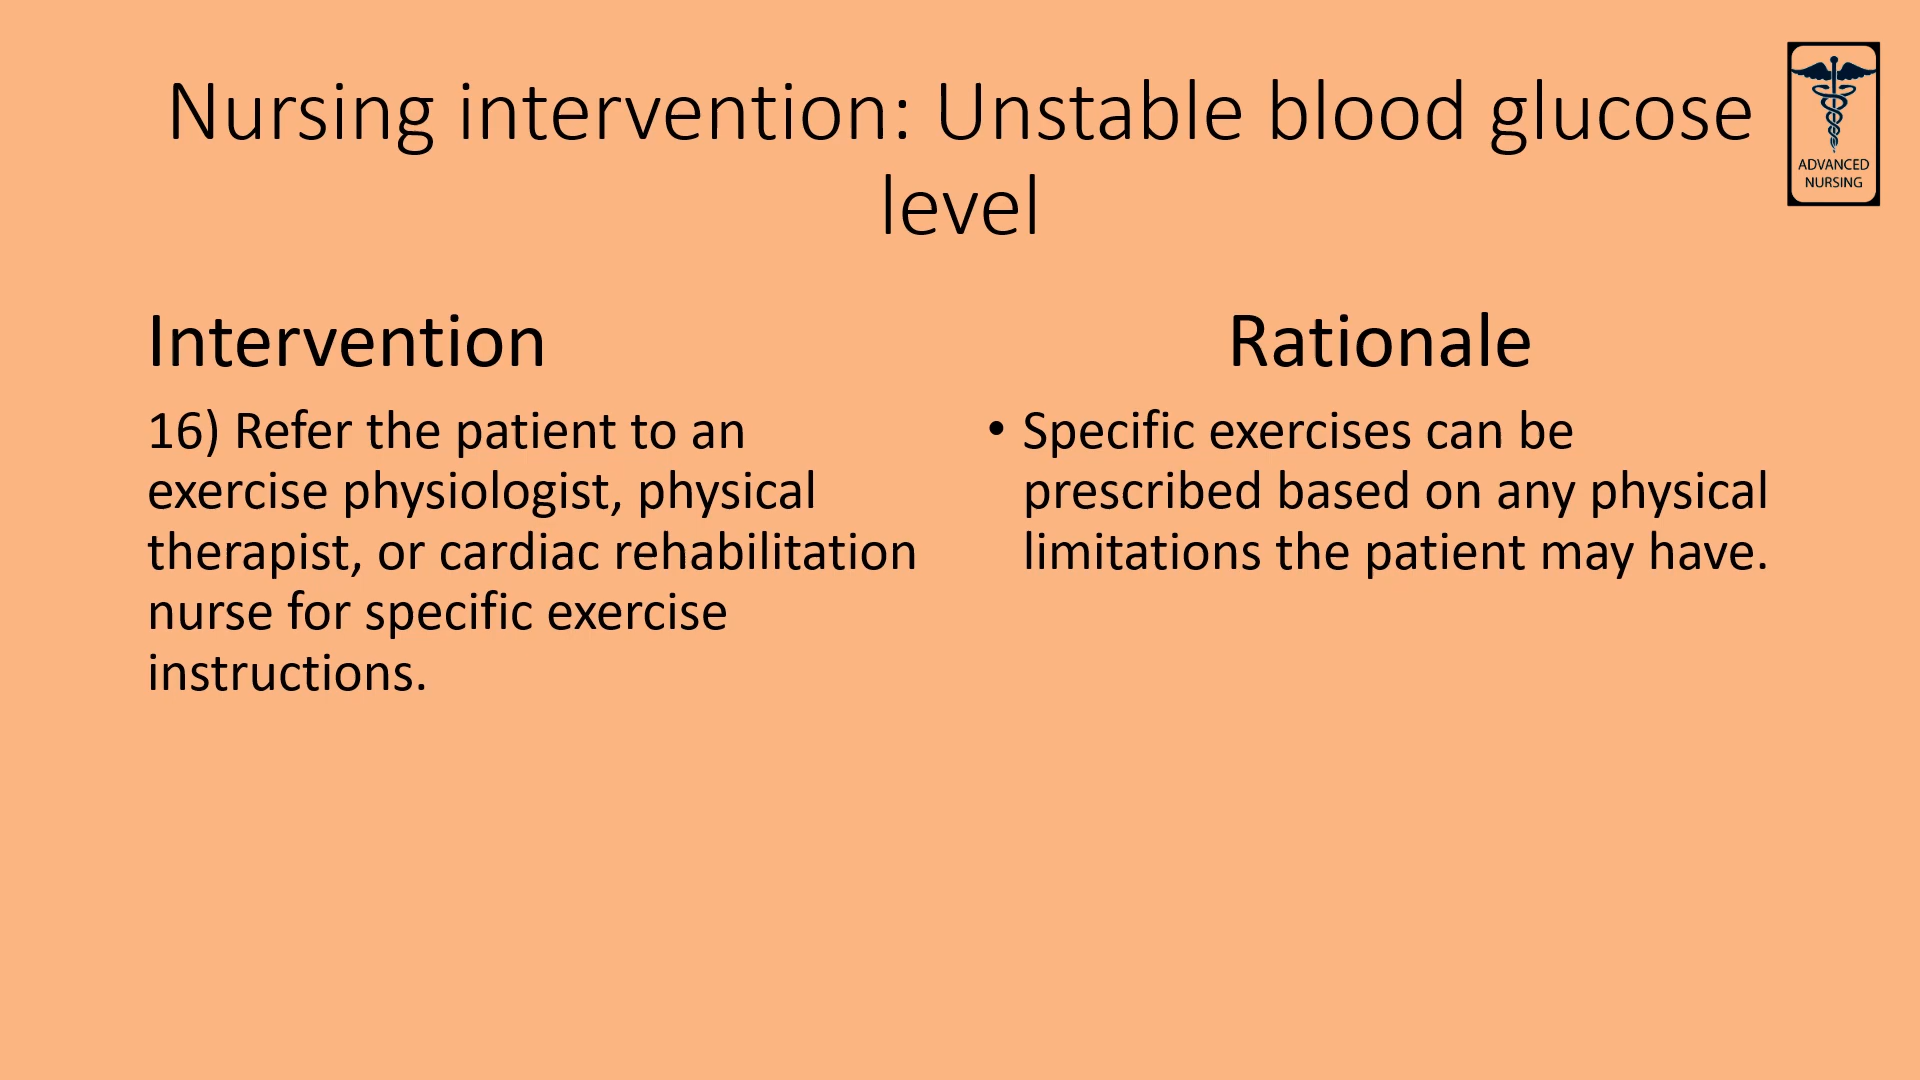 Nursing intervention: Unstable blood glucose
level
ADVANCED
NURSING
Intervention
16) Refer the patient to an
exercise physiologist, physical
therapist, or cardiac rehabilitation
nurse for specific exercise
instructions.
Rationale
• Specific exercises can be
prescribed based on any physical
limitations the patient may have.